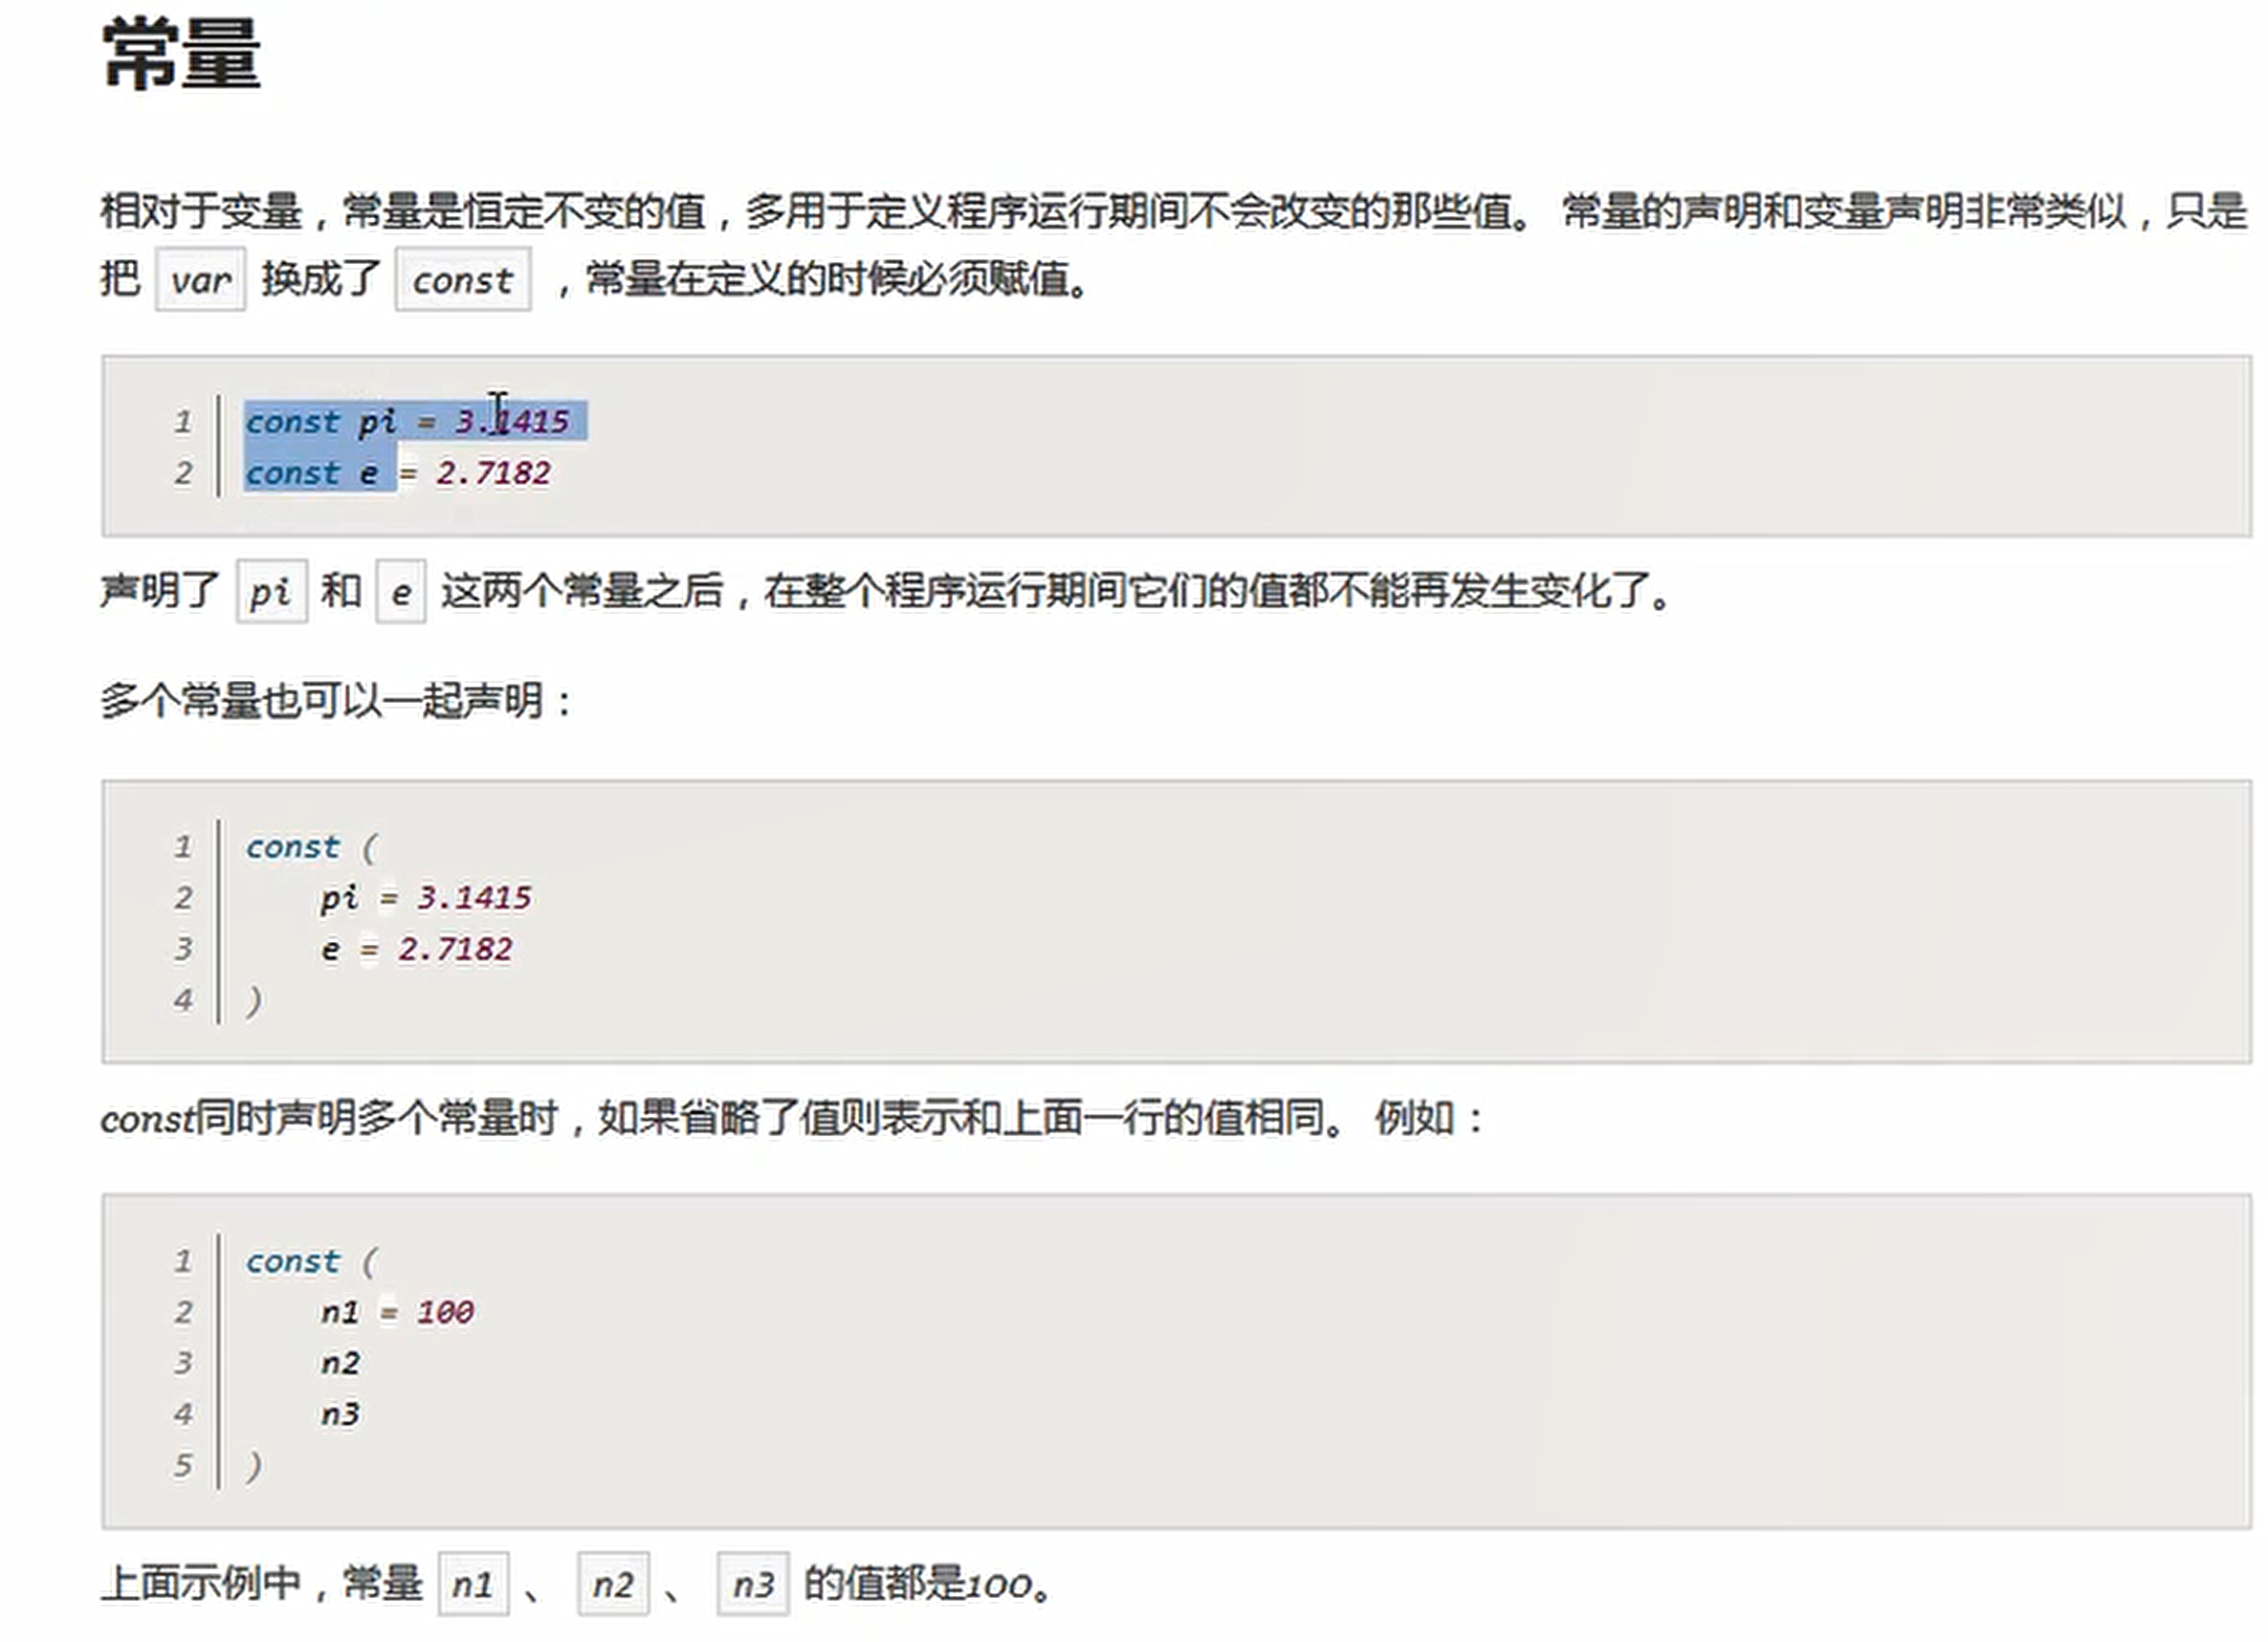 常量
相对于变量，常量是恒定不变的值，多用于定义程序运行期间不会改变的那些值。 常量的声明和变量声明非常类似，只是
把 var 换成了 const ，常量在定义的时候必须赋值。
1 const pi = 3.1415
2 const e = 2.7182
声明了 pi 和 e 这两个常量之后，在整个程序运行期间它们的值都不能再发生变化了。
多个常量也可以一起声明：
1 const (
2 pi = 3.1415
3 e = 2.7182
4 )
const同时声明多个常量时，如果省略了值则表示和上面一行的值相同。 例如：
1 const (
2 n1 = 100
3 n2
4 n3
5 )
上面示例中，常量 n1 、 n2 、 n3 的值都是100。